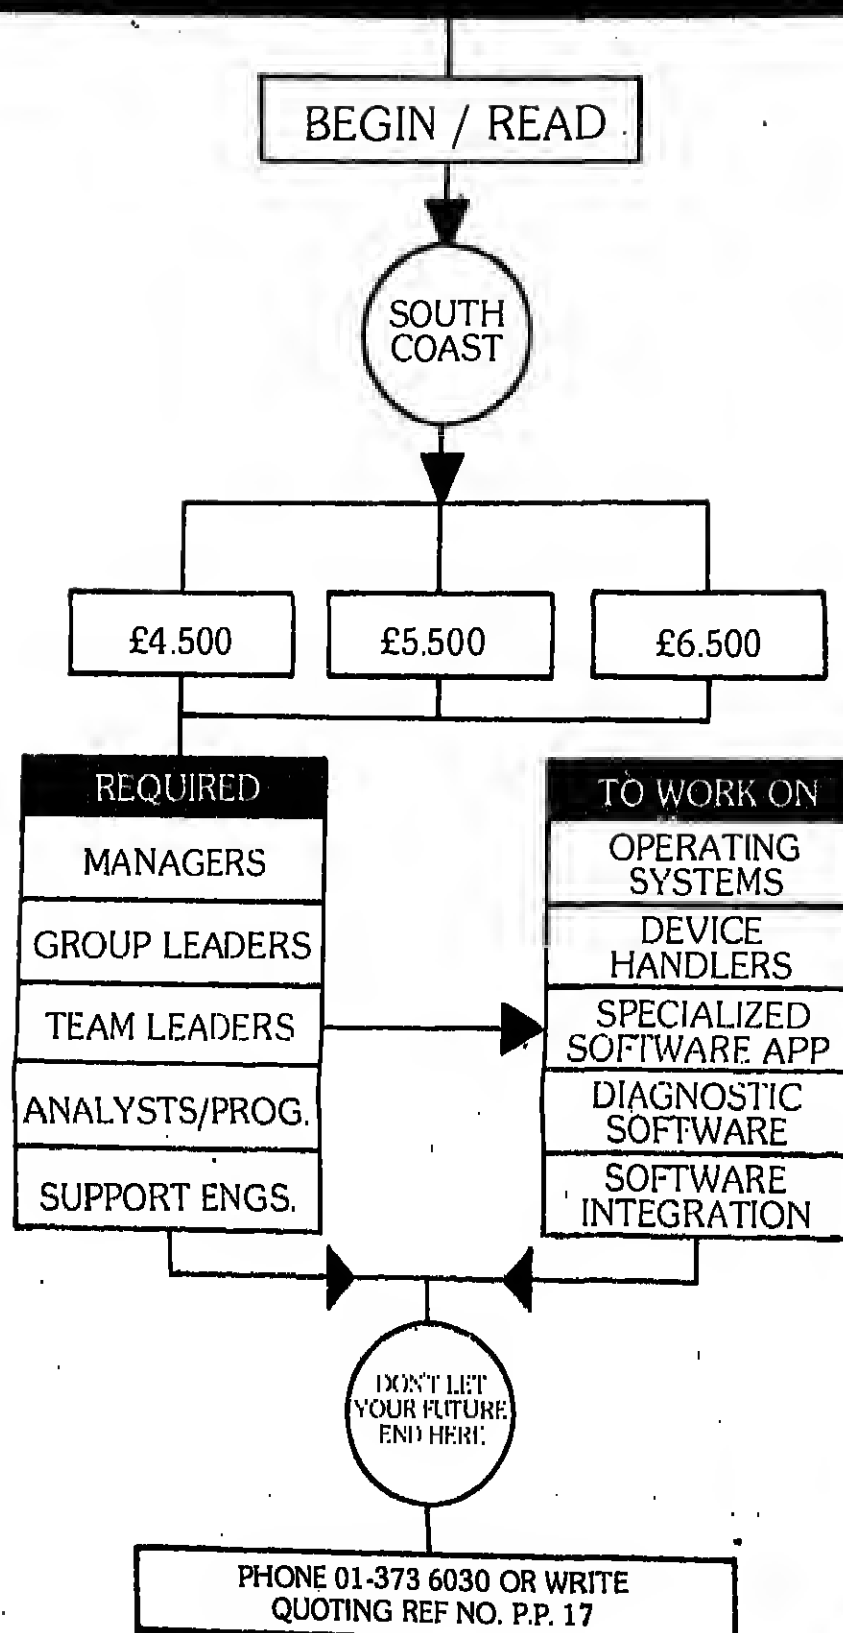 BEGIN / READ
SOUTH
COAST
£4.500
£5.500
£6.500
REQUIRED
MANAGERS
GROUP LEADERS
TEAM LEADERS
ANALYSTS/PROG.
SUPPORT ENGS.
TO WORK ON
OPERATING
SYSTEMS
DEVICE
HANDLERS
SPECIALIZED
SOFTWARE APP
DIAGNOSTIC
SOFTWARE
SOFTWARE
INTEGRATION
DON'T LET
YOUR FUTURE
END HERE
PHONE 01-373 6030 OR WRITE
QUOTING REF NO. P.P. 17